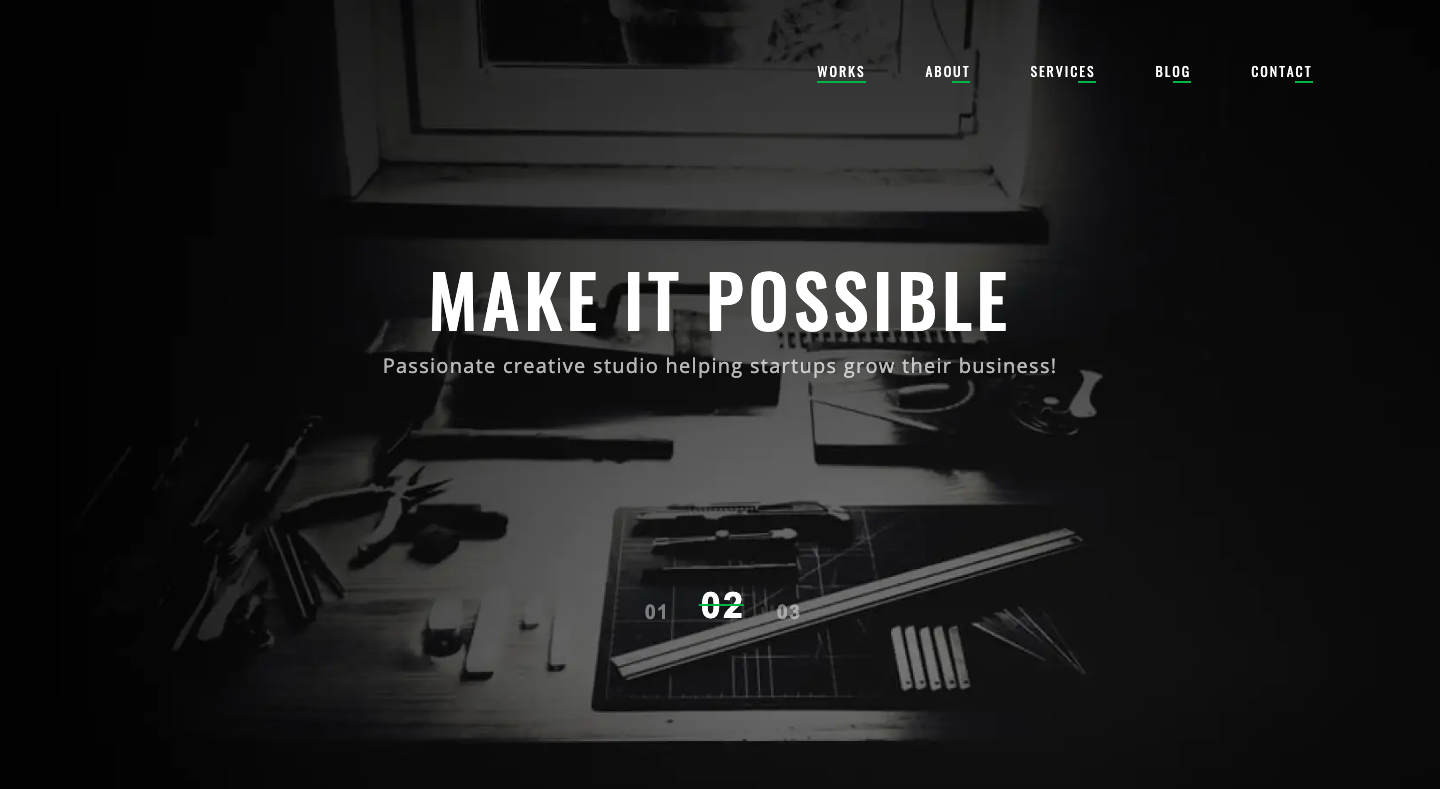 WORKS ABOUT SERVICES BLOG CONTACT
MAKE IT POSSIBLE
Passionate creative studio helping startups grow their business!
01 02 03